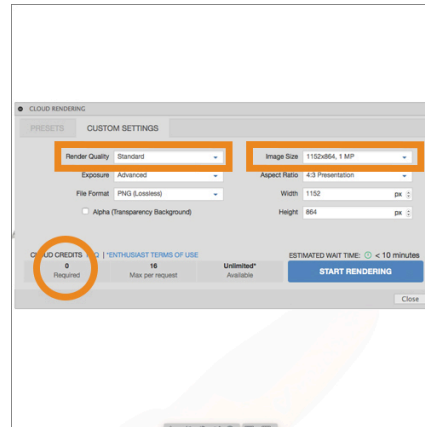 CLOUD RENDERING
PRESETS CUSTOM SETTINGS
Render Quality Standard Image Size 1152x864, 1 MP
Exposure Advanced Aspect Ratio 4:3 Presentation
File Format PNG (Lossless) Width 1152 px
Alpha (Transparency Background) Height 864 px
CLOUD CREDITS | *ENTHUSIAST TERMS OF USE ESTIMATED WAIT TIME: < 10 minutes
0 16 Unlimited* START RENDERING
Required Max per request Available
Close